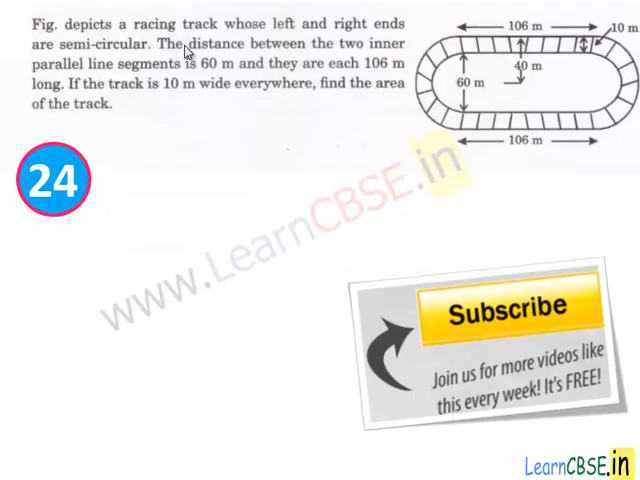 Fig. depicts a racing track whose left and right ends
are semi-circular. The distance between the two inner
parallel line segments is 60 m and they are each 106 m
long. If the track is 10 m wide everywhere, find the area
of the track.
106 m
10 m
40 m
60 m
106 m
24
www.LearnCBSE.in
Subscribe
Join us for more videos like
this every week! It's FREE!
LearnCBSE.in